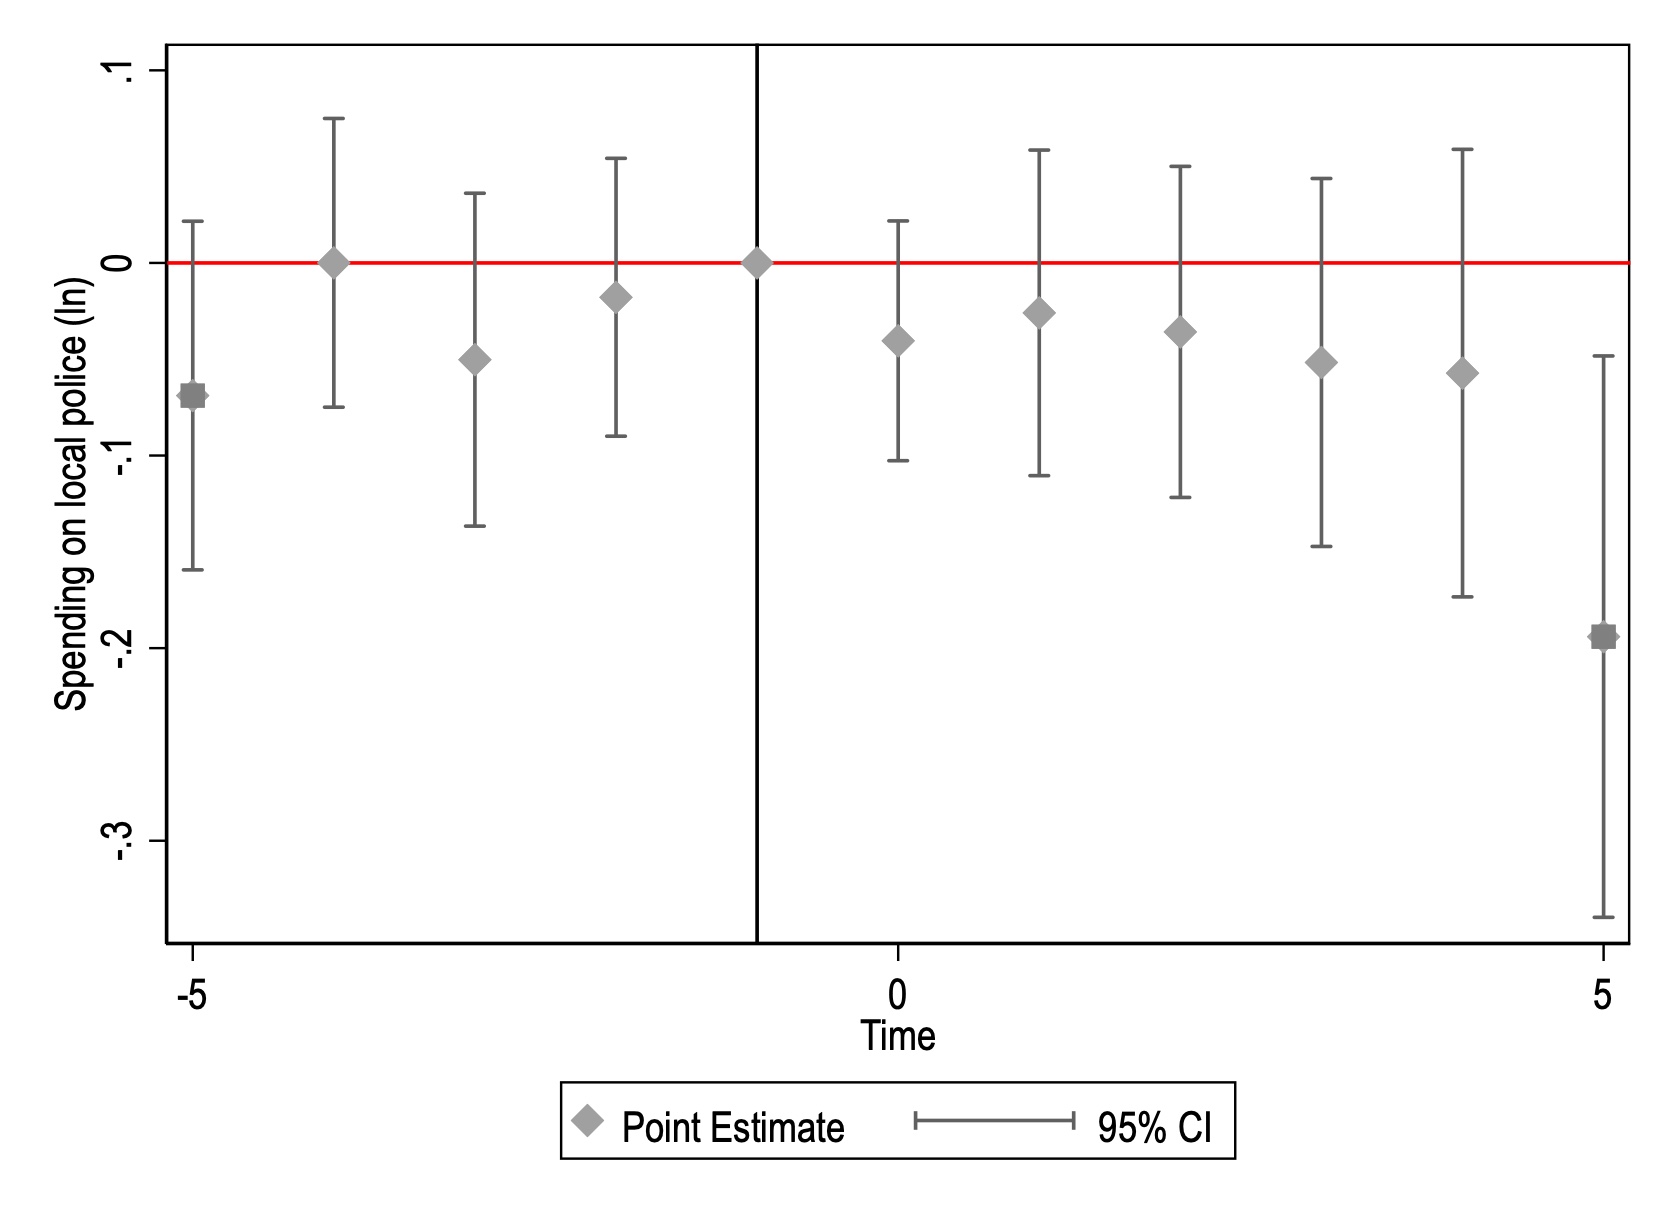 Spending on local police (ln)
.1
0
-.1
-.2
-.3
-5
0
5
Time
Point Estimate
95% CI